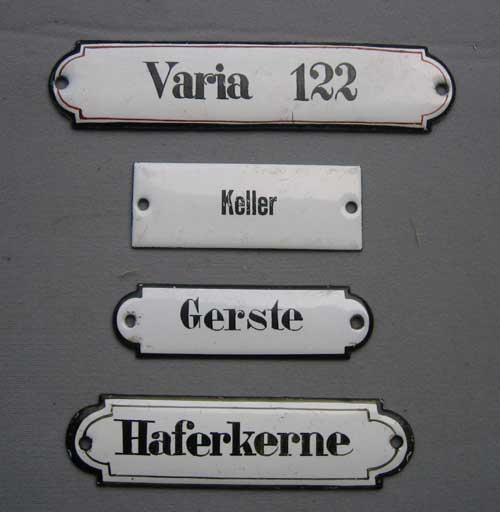 Varia 122
Keller
Gerste
Haferkerne